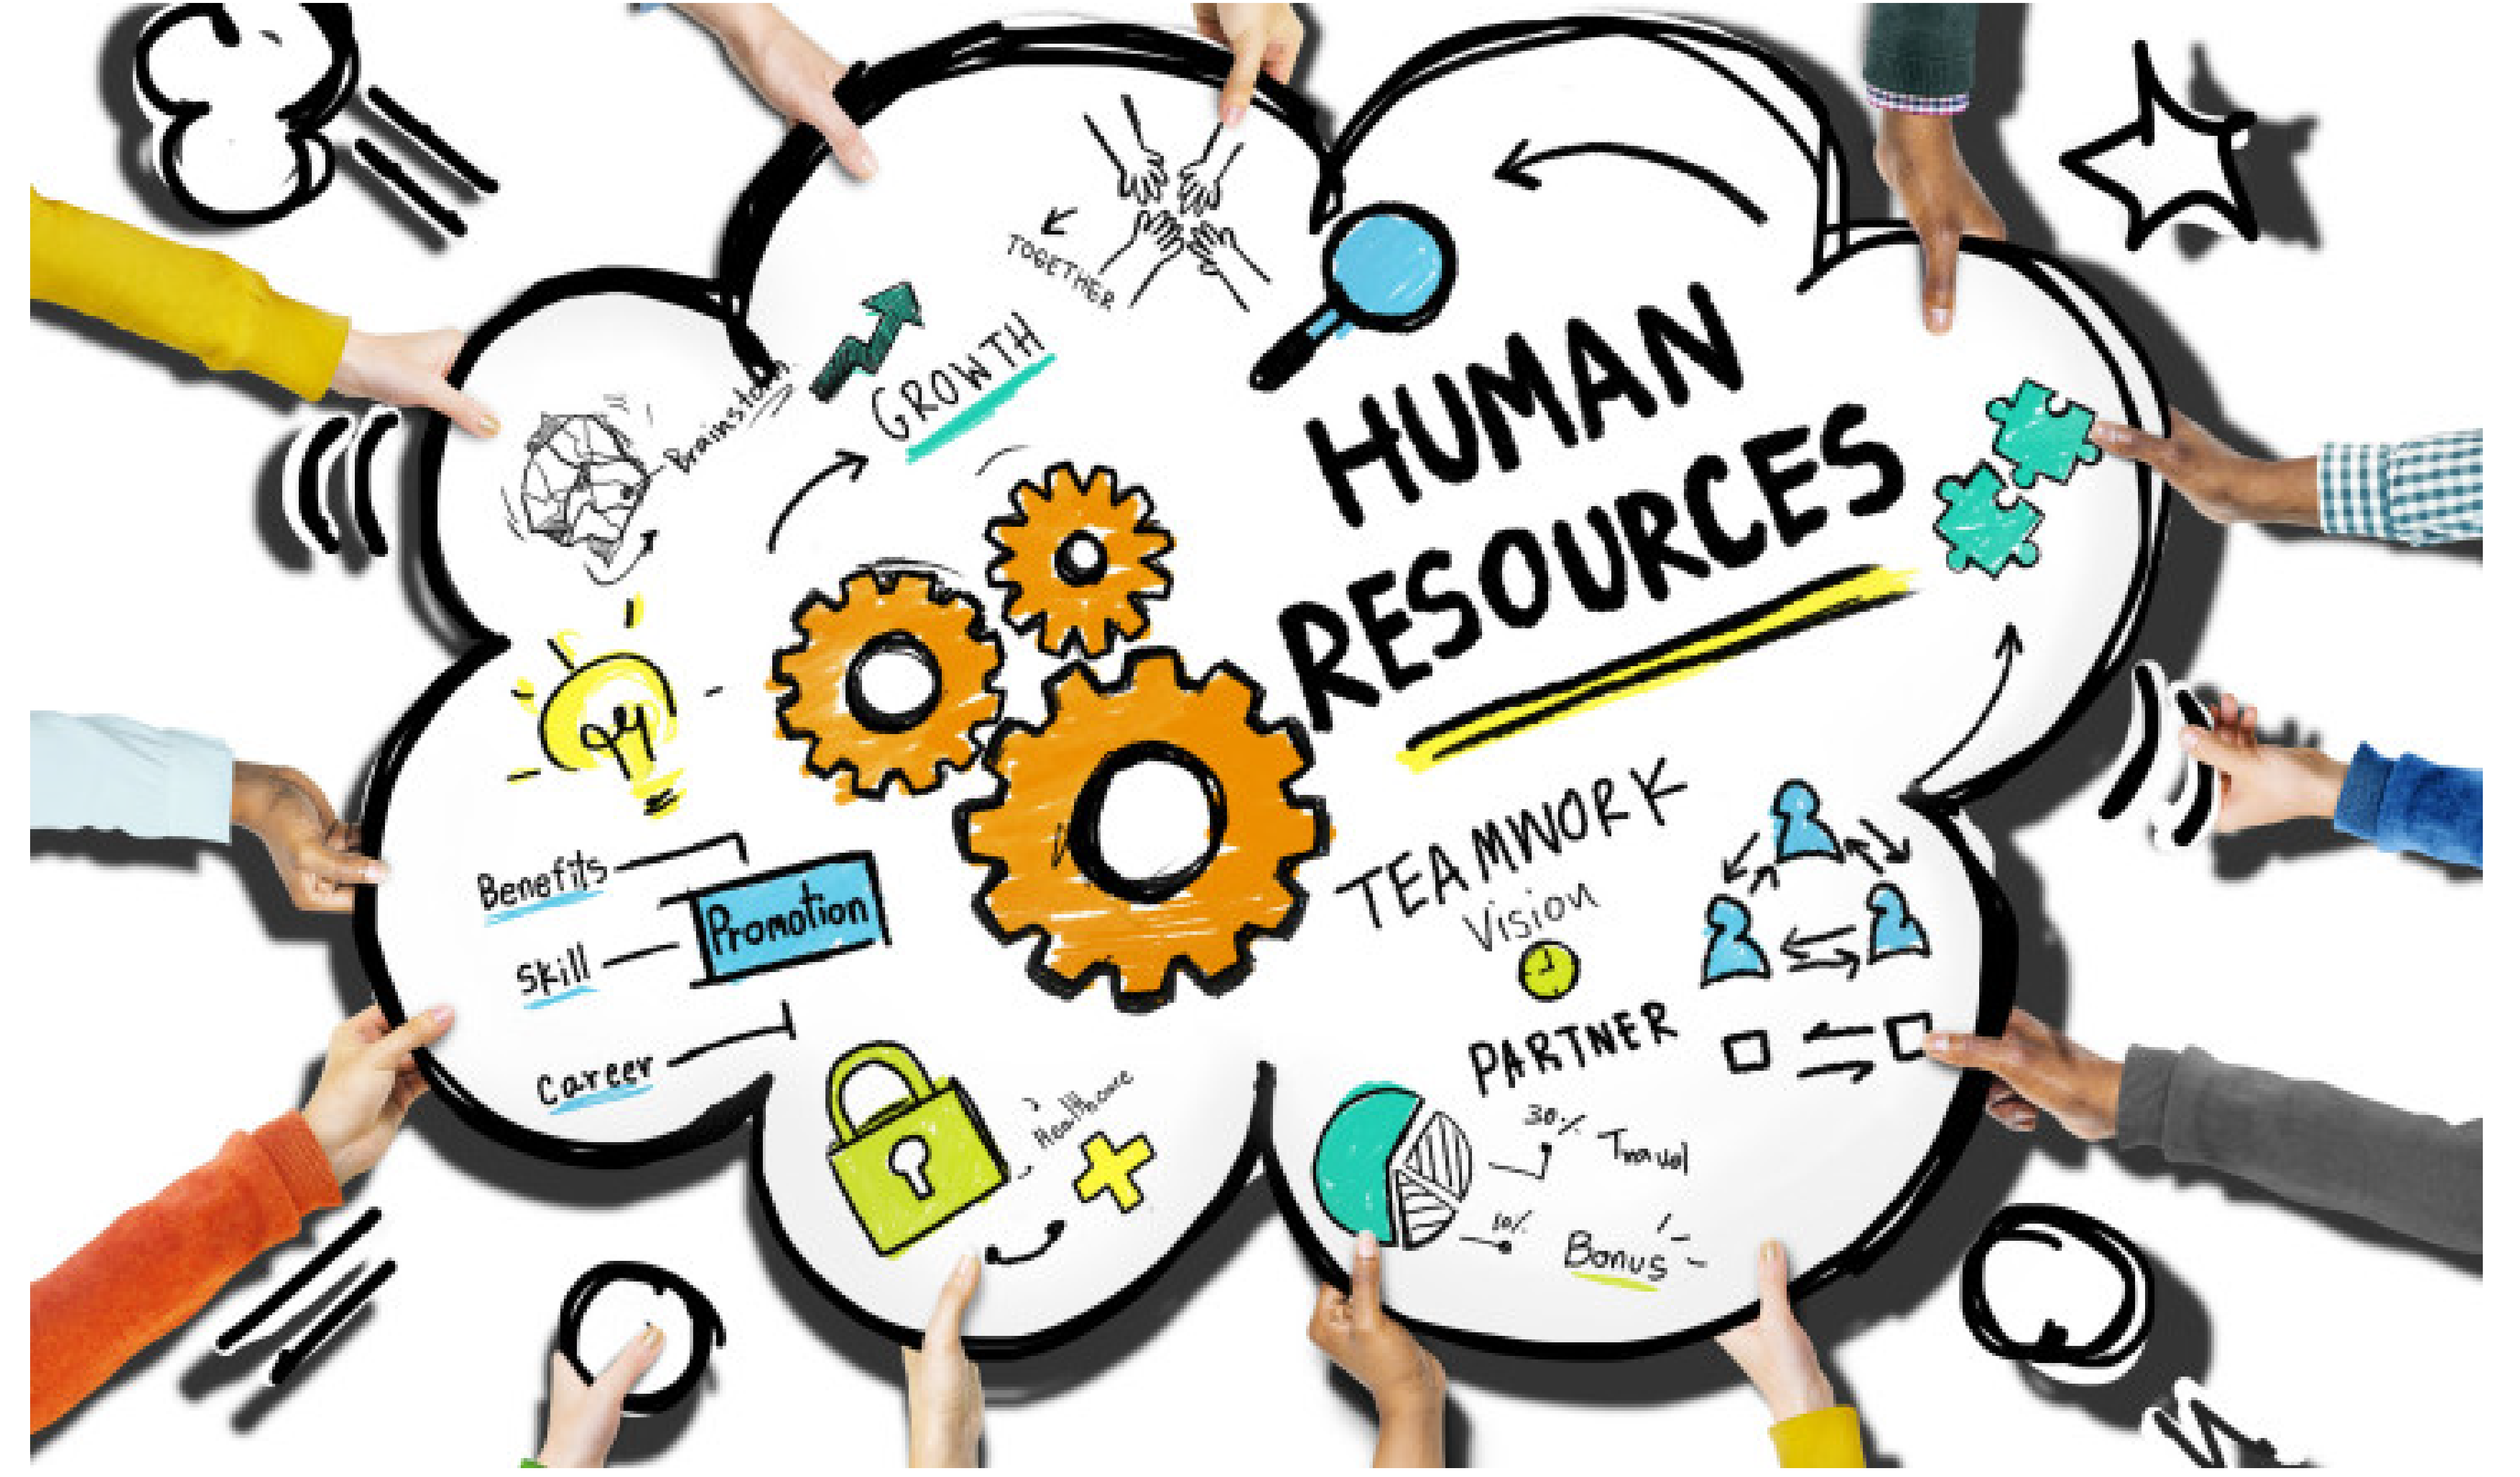 TOGETHER
Brainstorm
GROWTH
HUMAN
RESOURCES
TEAMWORK
Vision
PARTNER
Benefits
Skill
Career
Promotion
Healthcare
30%
Travel
10%
Bonus